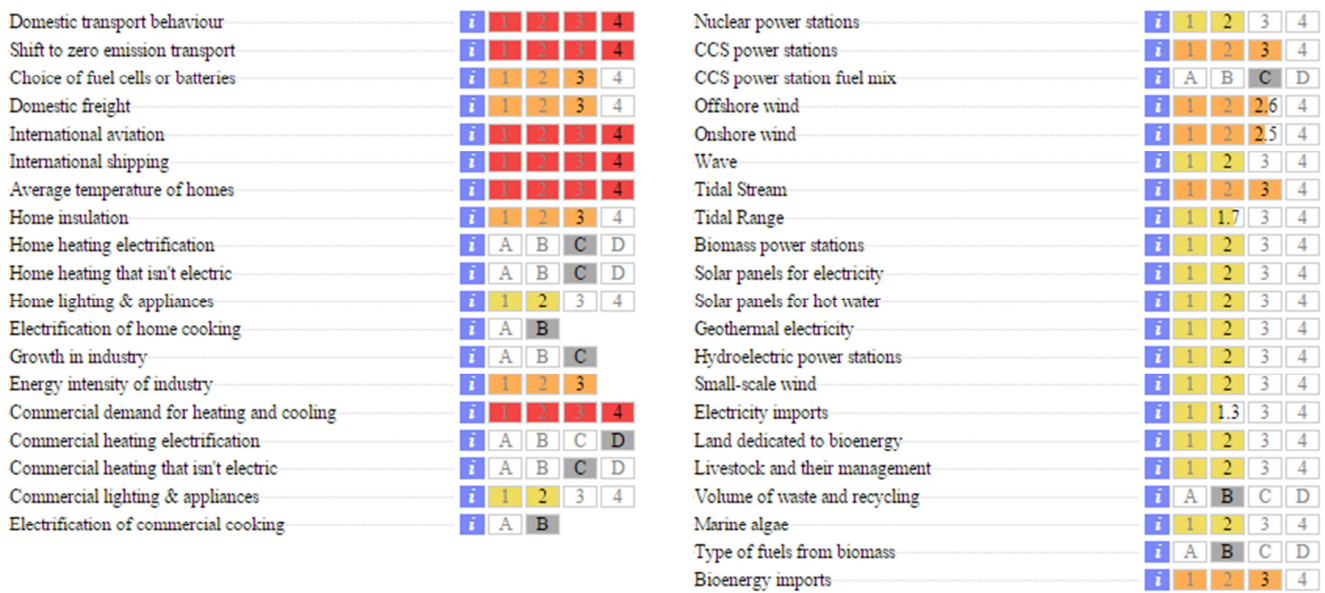 Domestic transport behaviour i 1 2 3 4
Shift to zero emission transport i 1 2 3 4
Choice of fuel cells or batteries i 1 2 3 4
Domestic freight i 1 2 3 4
International aviation i 1 2 3 4
International shipping i 1 2 3 4
Average temperature of homes i 1 2 3 4
Home insulation i 1 2 3 4
Home heating electrification i A B C D
Home heating that isn't electric i A B C D
Home lighting & appliances i 1 2 3 4
Electrification of home cooking i A B
Growth in industry i A B C
Energy intensity of industry i 1 2 3
Commercial demand for heating and cooling i 1 2 3 4
Commercial heating electrification i A B C D
Commercial heating that isn't electric i A B C D
Commercial lighting & appliances i 1 2 3 4
Electrification of commercial cooking i A B
Nuclear power stations i 1 2 3 4
CCS power stations i 1 2 3 4
CCS power station fuel mix i A B C D
Offshore wind i 1 2 2.6 4
Onshore wind i 1 2 2.5 4
Wave i 1 2 3 4
Tidal Stream i 1 2 3 4
Tidal Range i 1 1.7 3 4
Biomass power stations i 1 2 3 4
Solar panels for electricity i 1 2 3 4
Solar panels for hot water i 1 2 3 4
Geothermal electricity i 1 2 3 4
Hydroelectric power stations i 1 2 3 4
Small-scale wind i 1 2 3 4
Electricity imports i 1 1.3 3 4
Land dedicated to bioenergy i 1 2 3 4
Livestock and their management i 1 2 3 4
Volume of waste and recycling i A B C D
Marine algae i 1 2 3 4
Type of fuels from biomass i A B C D
Bioenergy imports i 1 2 3 4